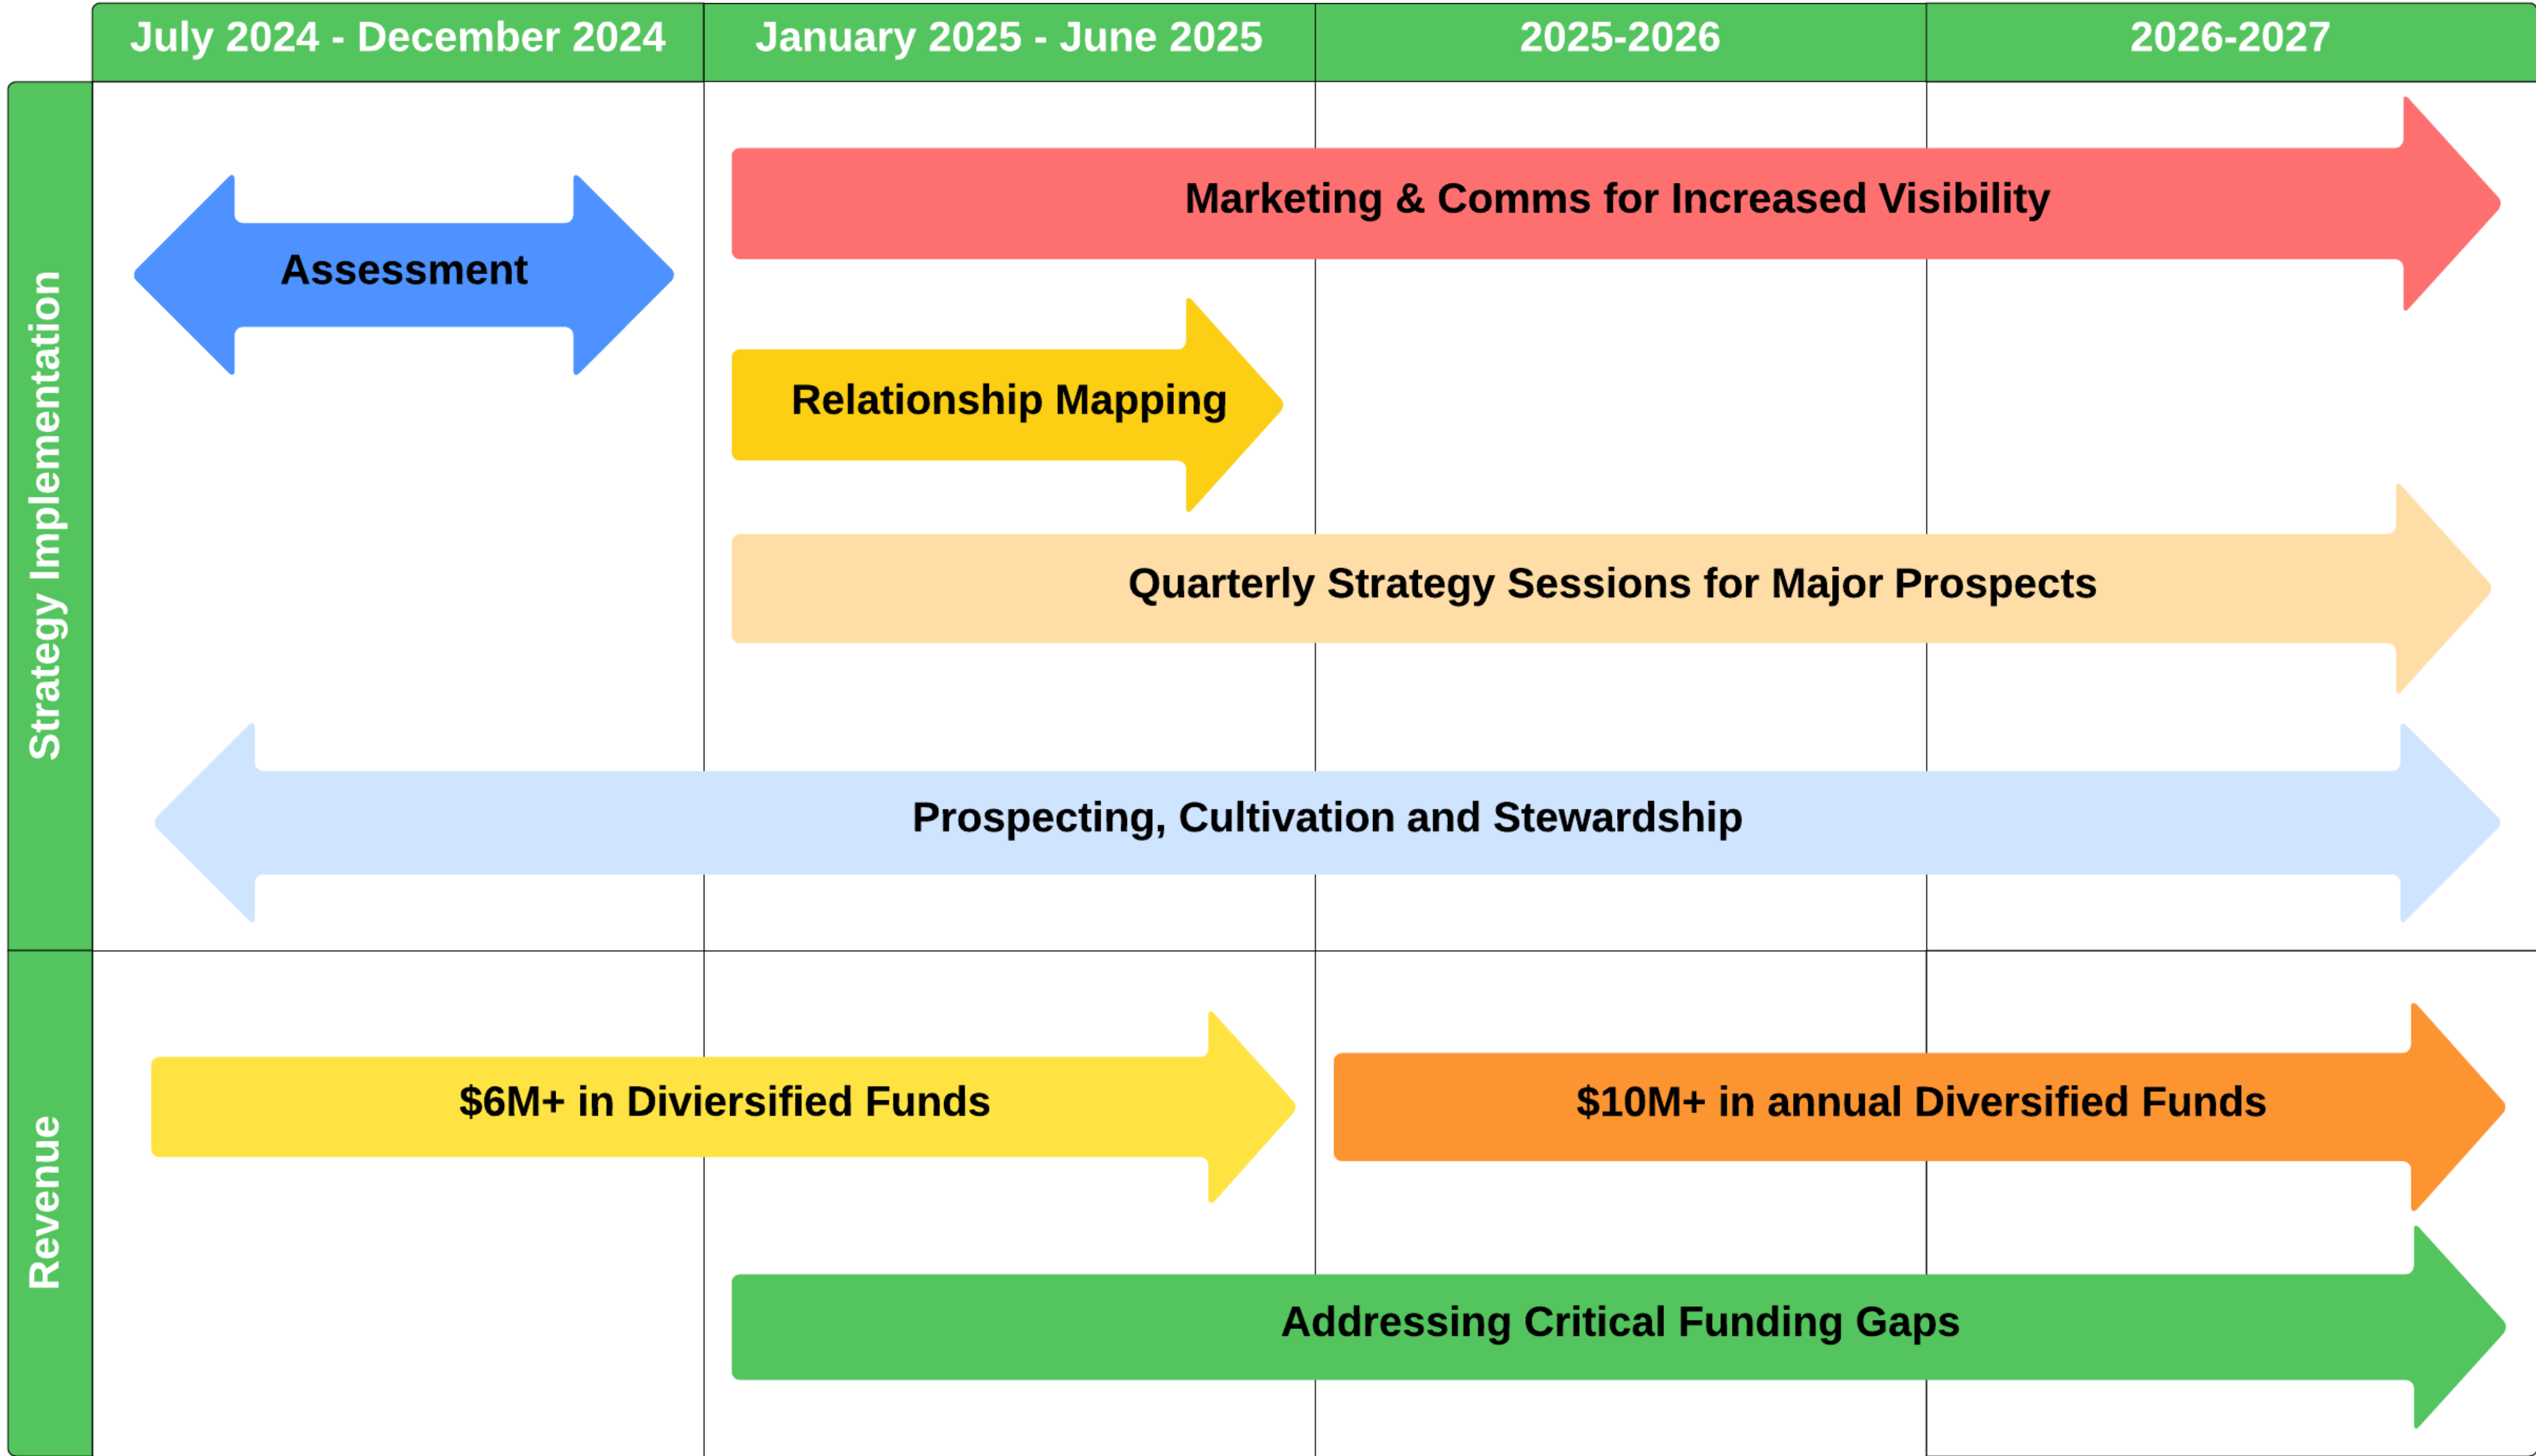 July 2024 - December 2024
January 2025 - June 2025
2025-2026
2026-2027
Strategy Implementation
Marketing & Comms for Increased Visibility
Assessment
Relationship Mapping
Quarterly Strategy Sessions for Major Prospects
Prospecting, Cultivation and Stewardship
Revenue
$6M+ in Diviersified Funds
$10M+ in annual Diversified Funds
Addressing Critical Funding Gaps